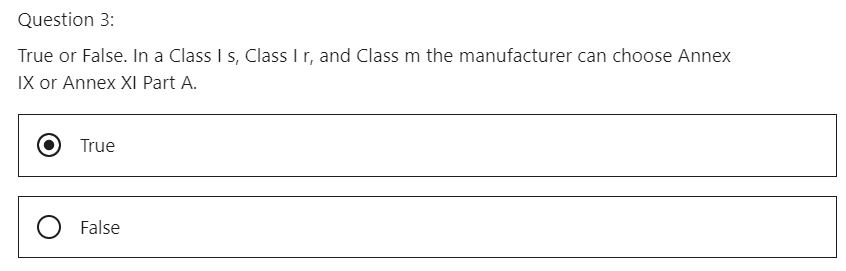 Question 3:
True or False. In a Class I s, Class I r, and Class m the manufacturer can choose Annex
IX or Annex XI Part A.
True
False